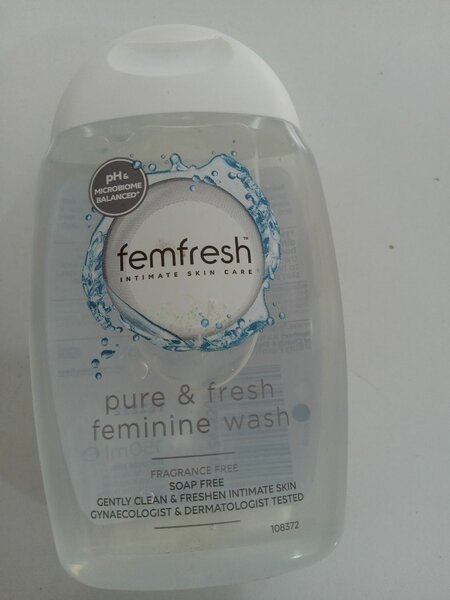 pH &
MICROBIOME
BALANCED*
femfresh™
INTIMATE SKIN CARE
pure & fresh
feminine wash
FRAGRANCE FREE
SOAP FREE
GENTLY CLEAN & FRESHEN INTIMATE SKIN
GYNAECOLOGIST & DERMATOLOGIST TESTED
108372